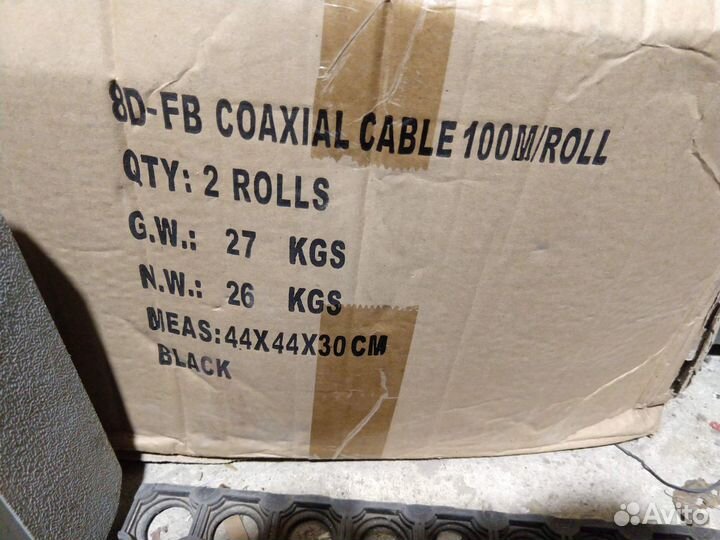 8D-FB COAXIAL CABLE 100M/ROLL
QTY: 2 ROLLS
G.W.: 27 KGS
N.W.: 26 KGS
MEAS: 44X44X30 CM
BLACK
Avito